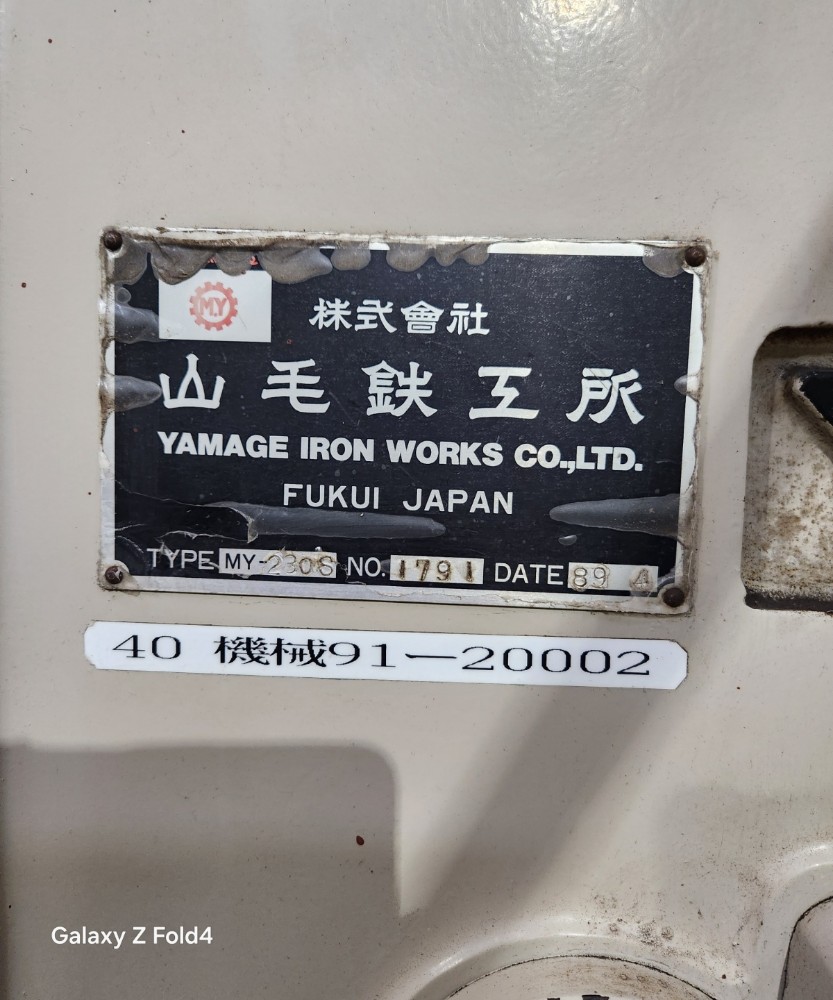 MY
株式會社
山毛鉄工所
YAMAGE IRON WORKS CO.,LTD.
FUKUI JAPAN
TYPE MY-230S NO. 1791 DATE 89 4
40 機械91-20002
Galaxy Z Fold4